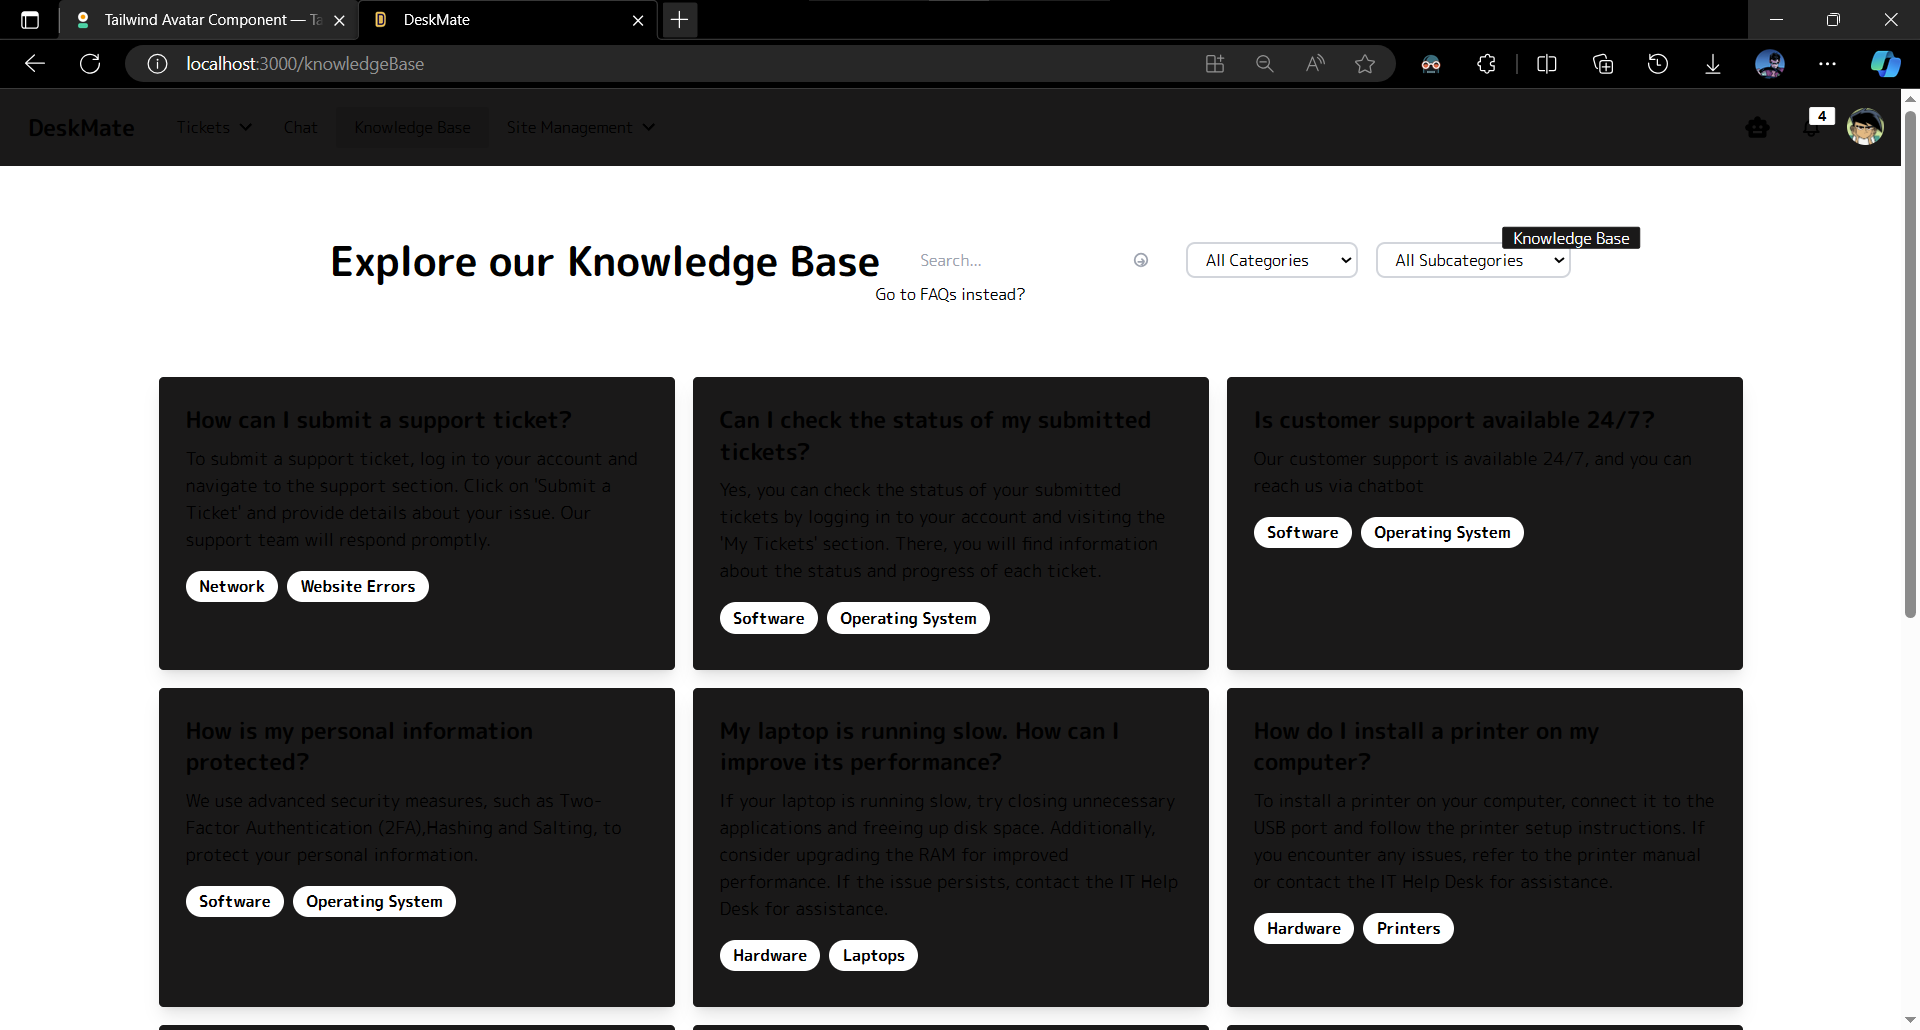 Tailwind Avatar Component — Ta
DeskMate
localhost:3000/knowledgeBase
DeskMate
Tickets
Chat
Knowledge Base
Site Management
4
Explore our Knowledge Base
Search...
All Categories
All Subcategories
Knowledge Base
Go to FAQs instead?
How can I submit a support ticket?
To submit a support ticket, log in to your account and
navigate to the support section. Click on 'Submit a
Ticket' and provide details about your issue. Our
support team will respond promptly.
Network
Website Errors
Can I check the status of my submitted
tickets?
Yes, you can check the status of your submitted
tickets by logging in to your account and visiting the
'My Tickets' section. There, you will find information
about the status and progress of each ticket.
Software
Operating System
Is customer support available 24/7?
Our customer support is available 24/7, and you can
reach us via chatbot
Software
Operating System
How is my personal information
protected?
We use advanced security measures, such as Two-
Factor Authentication (2FA),Hashing and Salting, to
protect your personal information.
Software
Operating System
My laptop is running slow. How can I
improve its performance?
If your laptop is running slow, try closing unnecessary
applications and freeing up disk space. Additionally,
consider upgrading the RAM for improved
performance. If the issue persists, contact the IT Help
Desk for assistance.
Hardware
Laptops
How do I install a printer on my
computer?
To install a printer on your computer, connect it to the
USB port and follow the printer setup instructions. If
you encounter any issues, refer to the printer manual
or contact the IT Help Desk for assistance.
Hardware
Printers